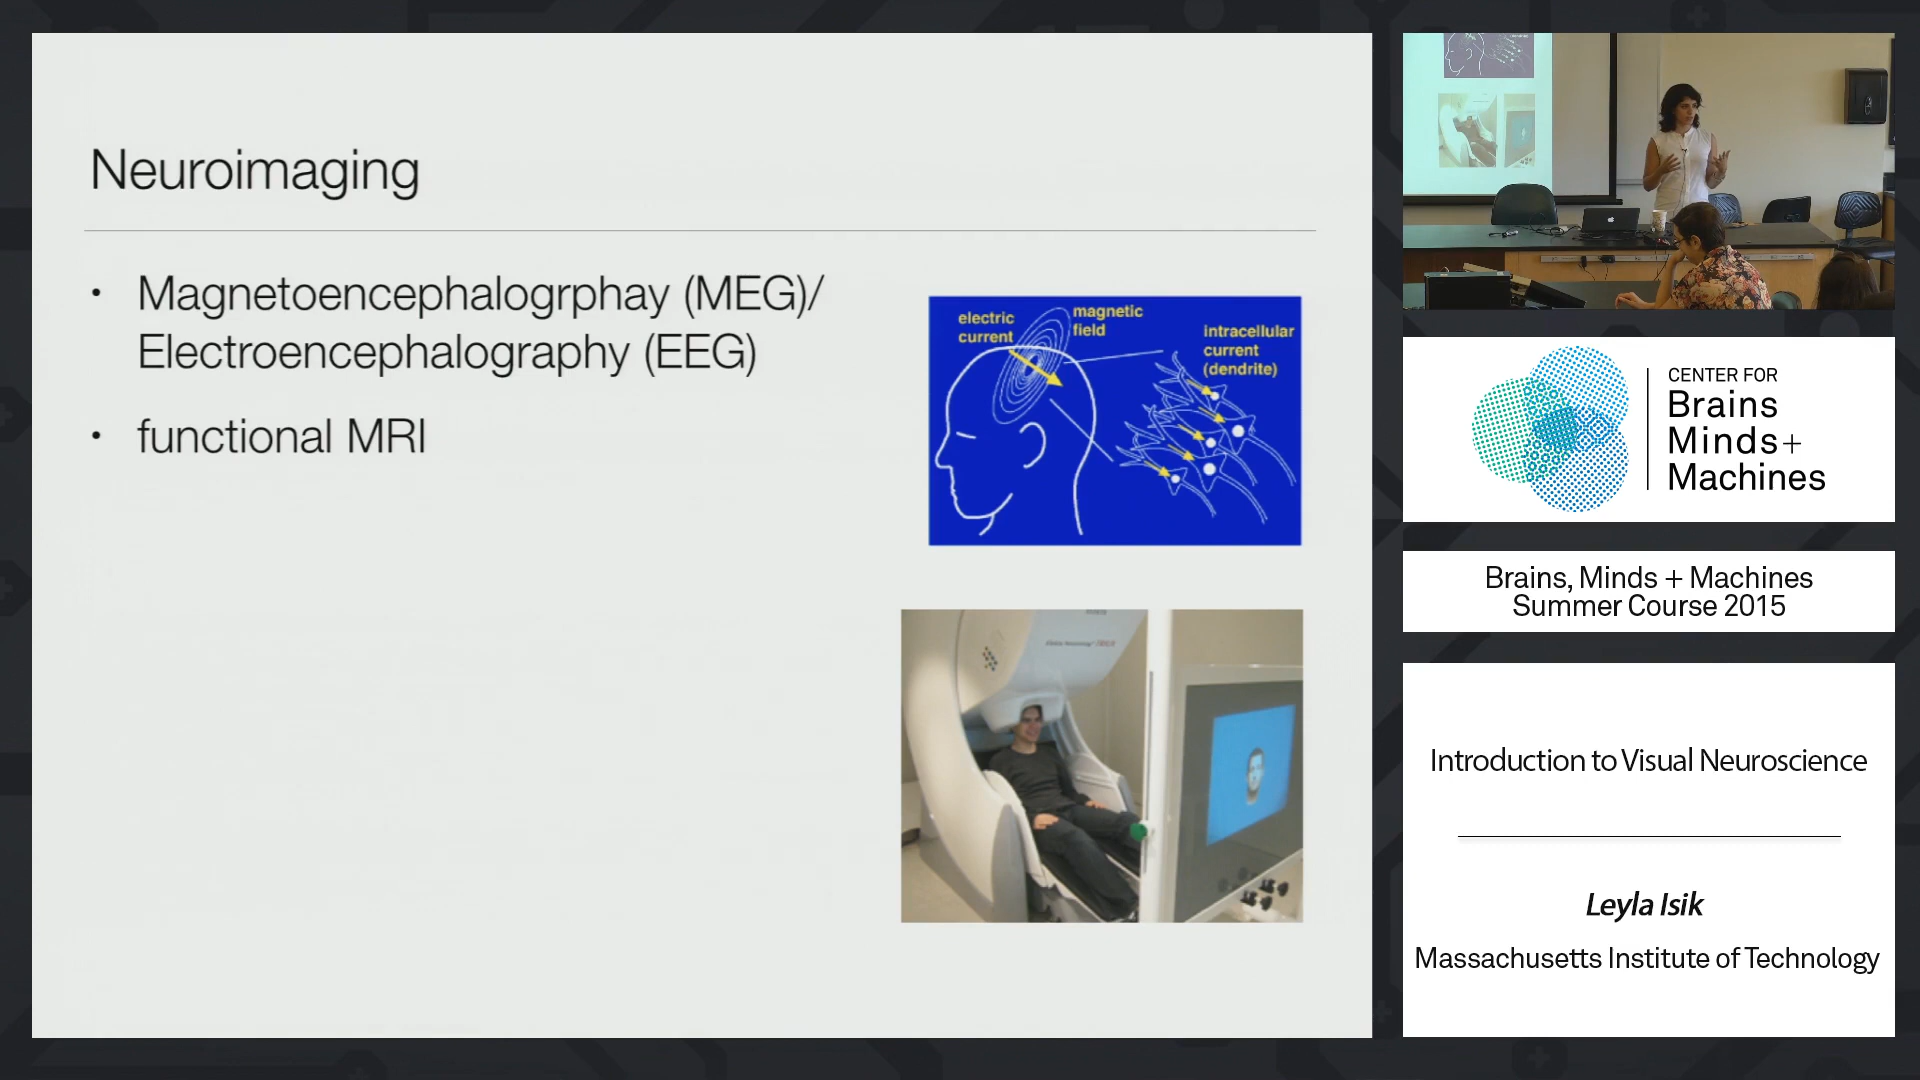 Neuroimaging
• Magnetoencephalogrphay (MEG)/
Electroencephalography (EEG)
• functional MRI
electric
current
magnetic
field
intracellular
current
(dendrite)
CENTER FOR
Brains
Minds+
Machines
Brains, Minds + Machines
Summer Course 2015
Introduction to Visual Neuroscience
Leyla Isik
Massachusetts Institute of Technology